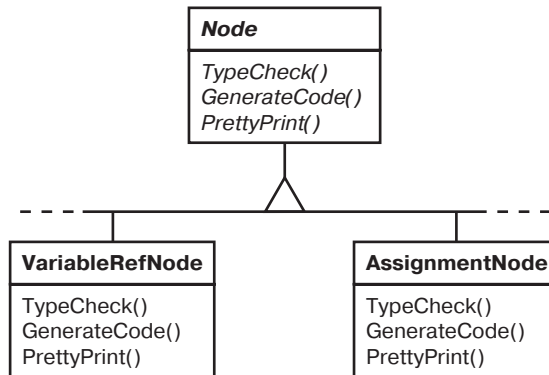 Node
TypeCheck()
GenerateCode()
PrettyPrint()
VariableRefNode
TypeCheck()
GenerateCode()
PrettyPrint()
AssignmentNode
TypeCheck()
GenerateCode()
PrettyPrint()